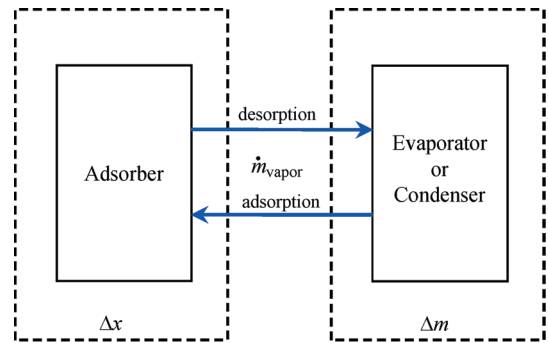 desorption
Adsorber
ṁvapor
adsorption
Evaporator
or
Condenser
Δx
Δm